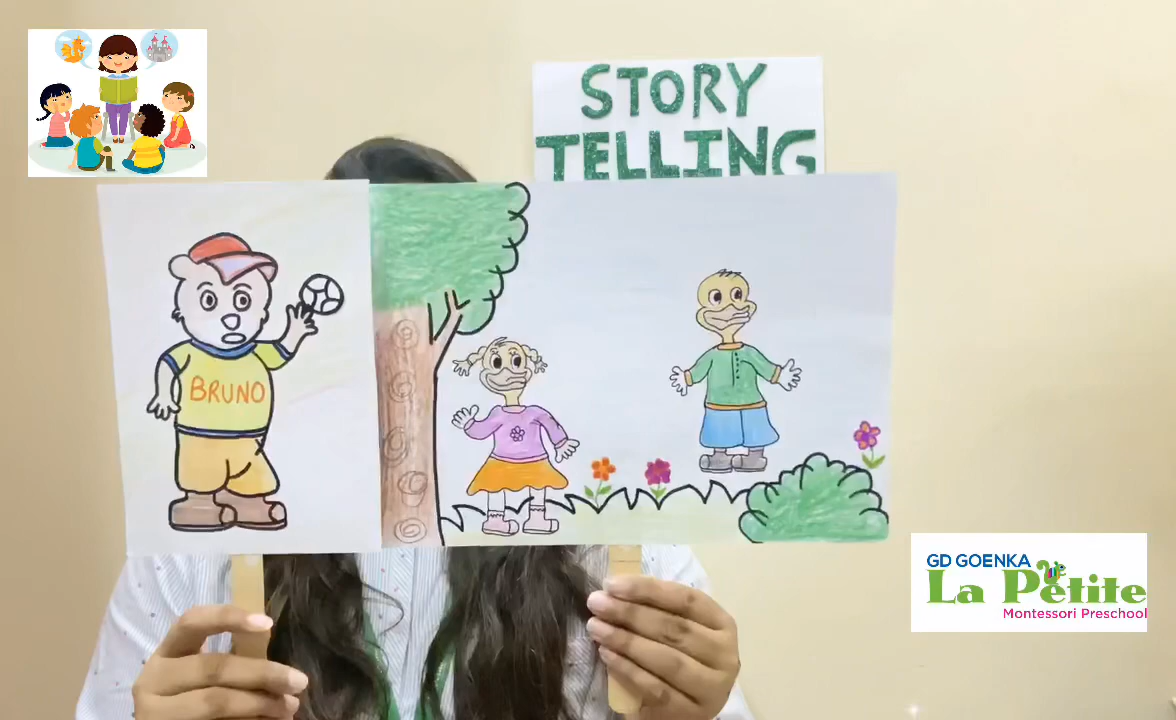 STORY
TELLING
BRUNO
GD GOENKA
La Petite
Montessori Preschool